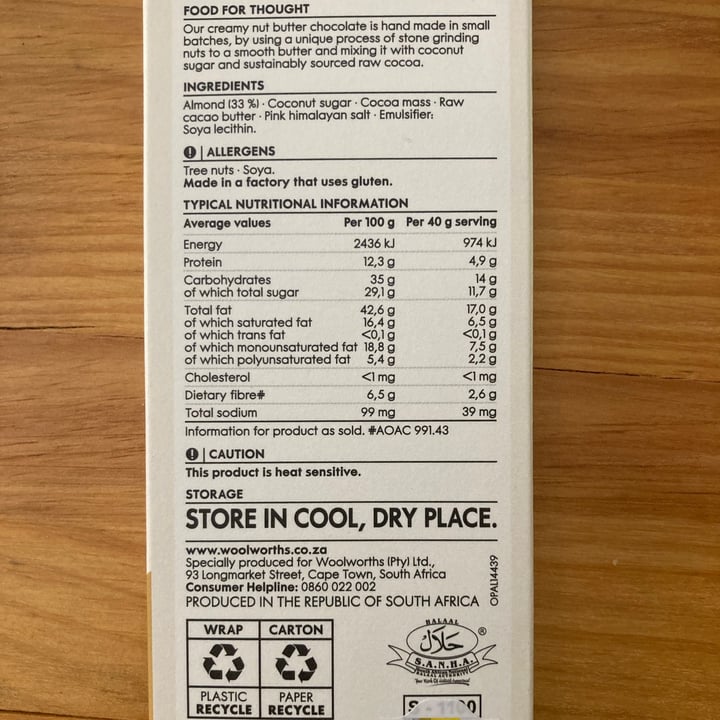 FOOD FOR THOUGHT
Our creamy nut butter chocolate is hand made in small
batches, by using a unique process of stone grinding
nuts to a smooth butter and mixing it with coconut
sugar and sustainably sourced raw cocoa.
INGREDIENTS
Almond (33 %) · Coconut sugar · Cocoa mass · Raw
cacao butter · Pink himalayan salt · Emulsifier:
Soya lecithin.
! | ALLERGENS
Tree nuts · Soya.
Made in a factory that uses gluten.
TYPICAL NUTRITIONAL INFORMATION
Average values Per 100 g Per 40 g serving
Energy 2436 kJ 974 kJ
Protein 12,3 g 4,9 g
Carbohydrates 35 g 14 g
of which total sugar 29,1 g 11,7 g
Total fat 42,6 g 17,0 g
of which saturated fat 16,4 g 6,5 g
of which trans fat <0,1 g <0,1 g
of which monounsaturated fat 18,8 g 7,5 g
of which polyunsaturated fat 5,4 g 2,2 g
Cholesterol <1 mg <1 mg
Dietary fibre# 6,5 g 2,6 g
Total sodium 99 mg 39 mg
Information for product as sold. #AOAC 991.43
! | CAUTION
This product is heat sensitive.
STORAGE
STORE IN COOL, DRY PLACE.
www.woolworths.co.za
Specially produced for Woolworths (Pty) Ltd.,
93 Longmarket Street, Cape Town, South Africa
Consumer Helpline: 0860 022 002
PRODUCED IN THE REPUBLIC OF SOUTH AFRICA
OPAL14439
WRAP CARTON
PLASTIC PAPER
RECYCLE RECYCLE
HALAAL
حلال ®
S.A.N.H.A.